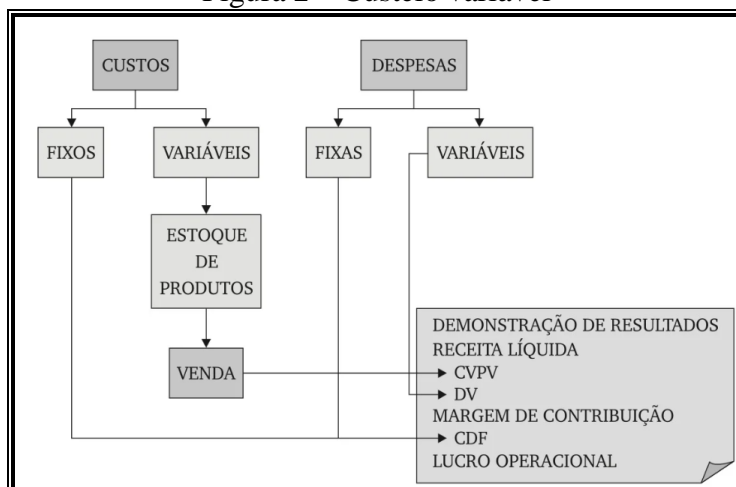 Figura 2 – Custeio variável
CUSTOS
DESPESAS
FIXOS
VARIÁVEIS
FIXAS
VARIÁVEIS
ESTOQUE
DE
PRODUTOS
VENDA
DEMONSTRAÇÃO DE RESULTADOS
RECEITA LÍQUIDA
CVPV
DV
MARGEM DE CONTRIBUIÇÃO
CDF
LUCRO OPERACIONAL